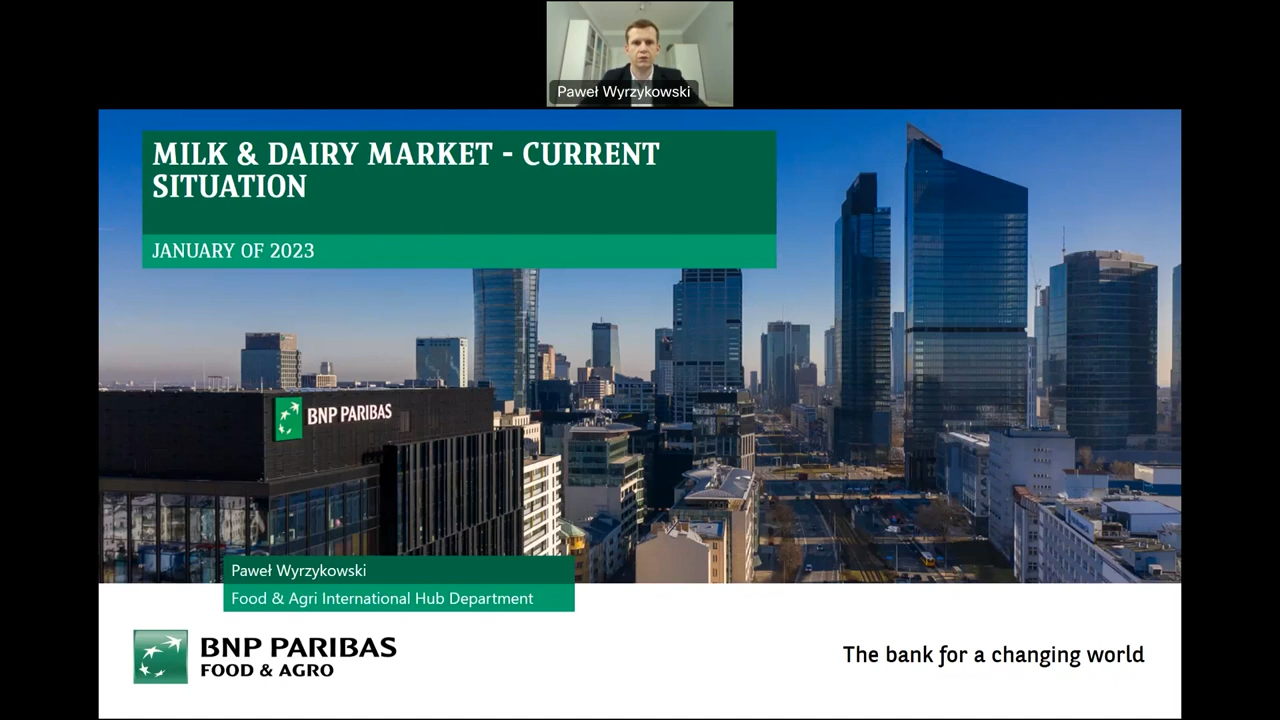 Paweł Wyrzykowski
MILK & DAIRY MARKET - CURRENT
SITUATION
JANUARY OF 2023
BNP PARIBAS
Paweł Wyrzykowski
Food & Agri International Hub Department
BNP PARIBAS
FOOD & AGRO
The bank for a changing world